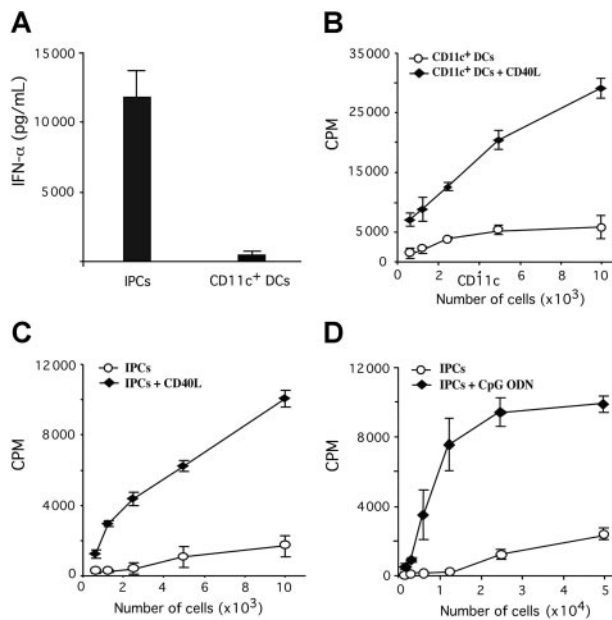 A
IFN-α (pg/mL)
15000
10000
5000
IPCs
CD11c+ DCs
B
CD11c+ DCs
CD11c+ DCs + CD40L
CPM
35000
25000
15000
5000
0
0
2
4
6
8
10
CD11c
Number of cells (x10³)
C
IPCs
IPCs + CD40L
CPM
12000
8000
4000
0
0
2
4
6
8
10
Number of cells (x10³)
D
IPCs
IPCs + CpG ODN
CPM
12000
8000
4000
0
0
1
2
3
4
5
Number of cells (x10⁴)